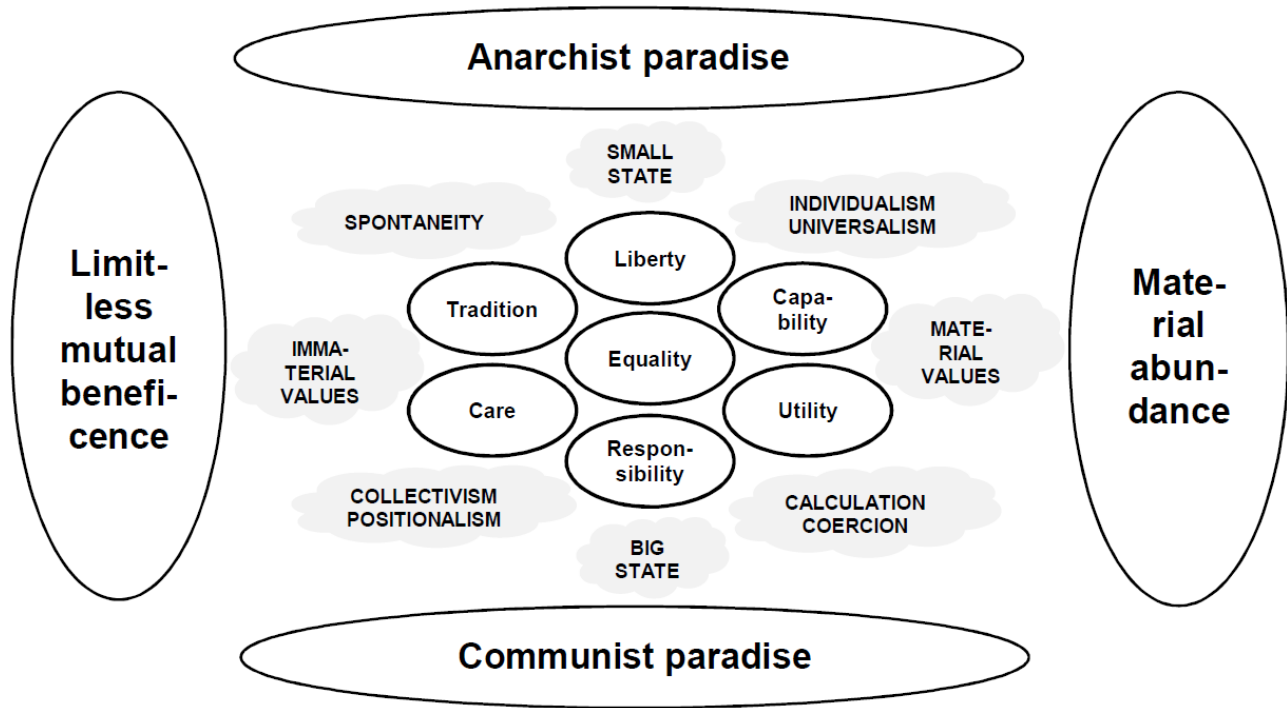 Anarchist paradise
SMALL
STATE
INDIVIDUALISM
UNIVERSALISM
SPONTANEITY
Liberty
Limit-
less
mutual
benefi-
cence
Mate-
rial
abun-
dance
Tradition
Capa-
bility
Equality
IMMA-
TERIAL
VALUES
MATE-
RIAL
VALUES
Care
Utility
Respon-
sibility
COLLECTIVISM
POSITIONALISM
CALCULATION
COERCION
BIG
STATE
Communist paradise